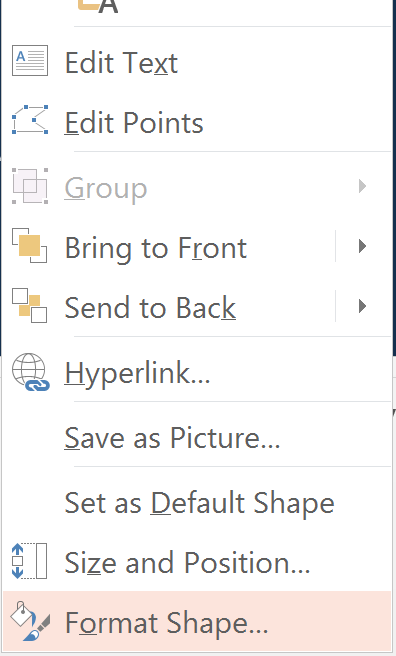 A
Edit Text
Edit Points
Group
Bring to Front
Send to Back
Hyperlink...
Save as Picture...
Set as Default Shape
Size and Position...
Format Shape...